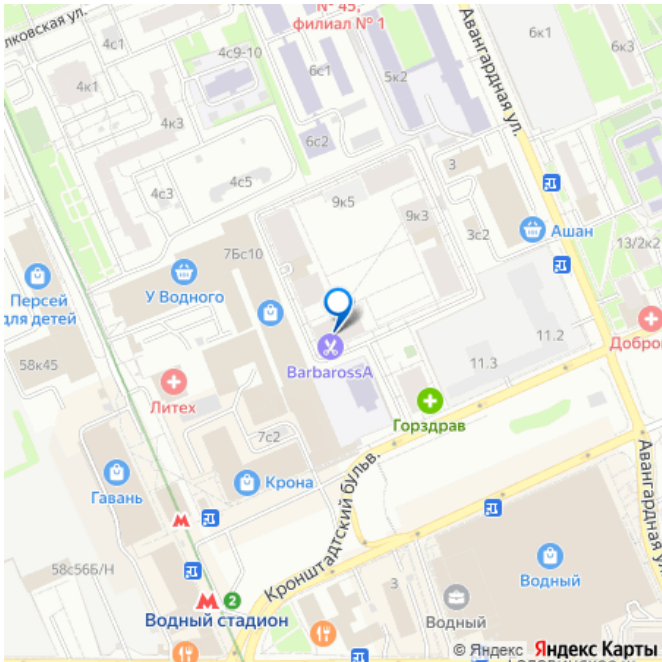 № 45,
филиал № 1
лковская ул.
4с1
4с9-10
6с1
5к2
6к1
6к3
4к1
Авангардная ул.
4к3
6с2
3
4с5
4с3
9к5
9к3
3с2
Ашан
13/2к2
7Бс10
У Водного
Персей
для детей
58к45
BarbarossA
11.2
11.3
Добро
Литех
Горздрав
7с2
Крона
Гавань
Кронштадтский бульв.
Авангардная ул.
58с56Б/Н
Водный
3
2
Водный стадион
Водный
© Яндекс Яндекс Карты